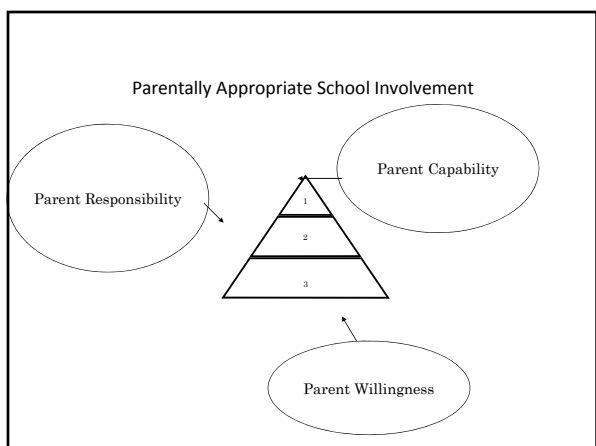 Parentally Appropriate School Involvement
Parent Capability
Parent Responsibility
1
2
3
Parent Willingness